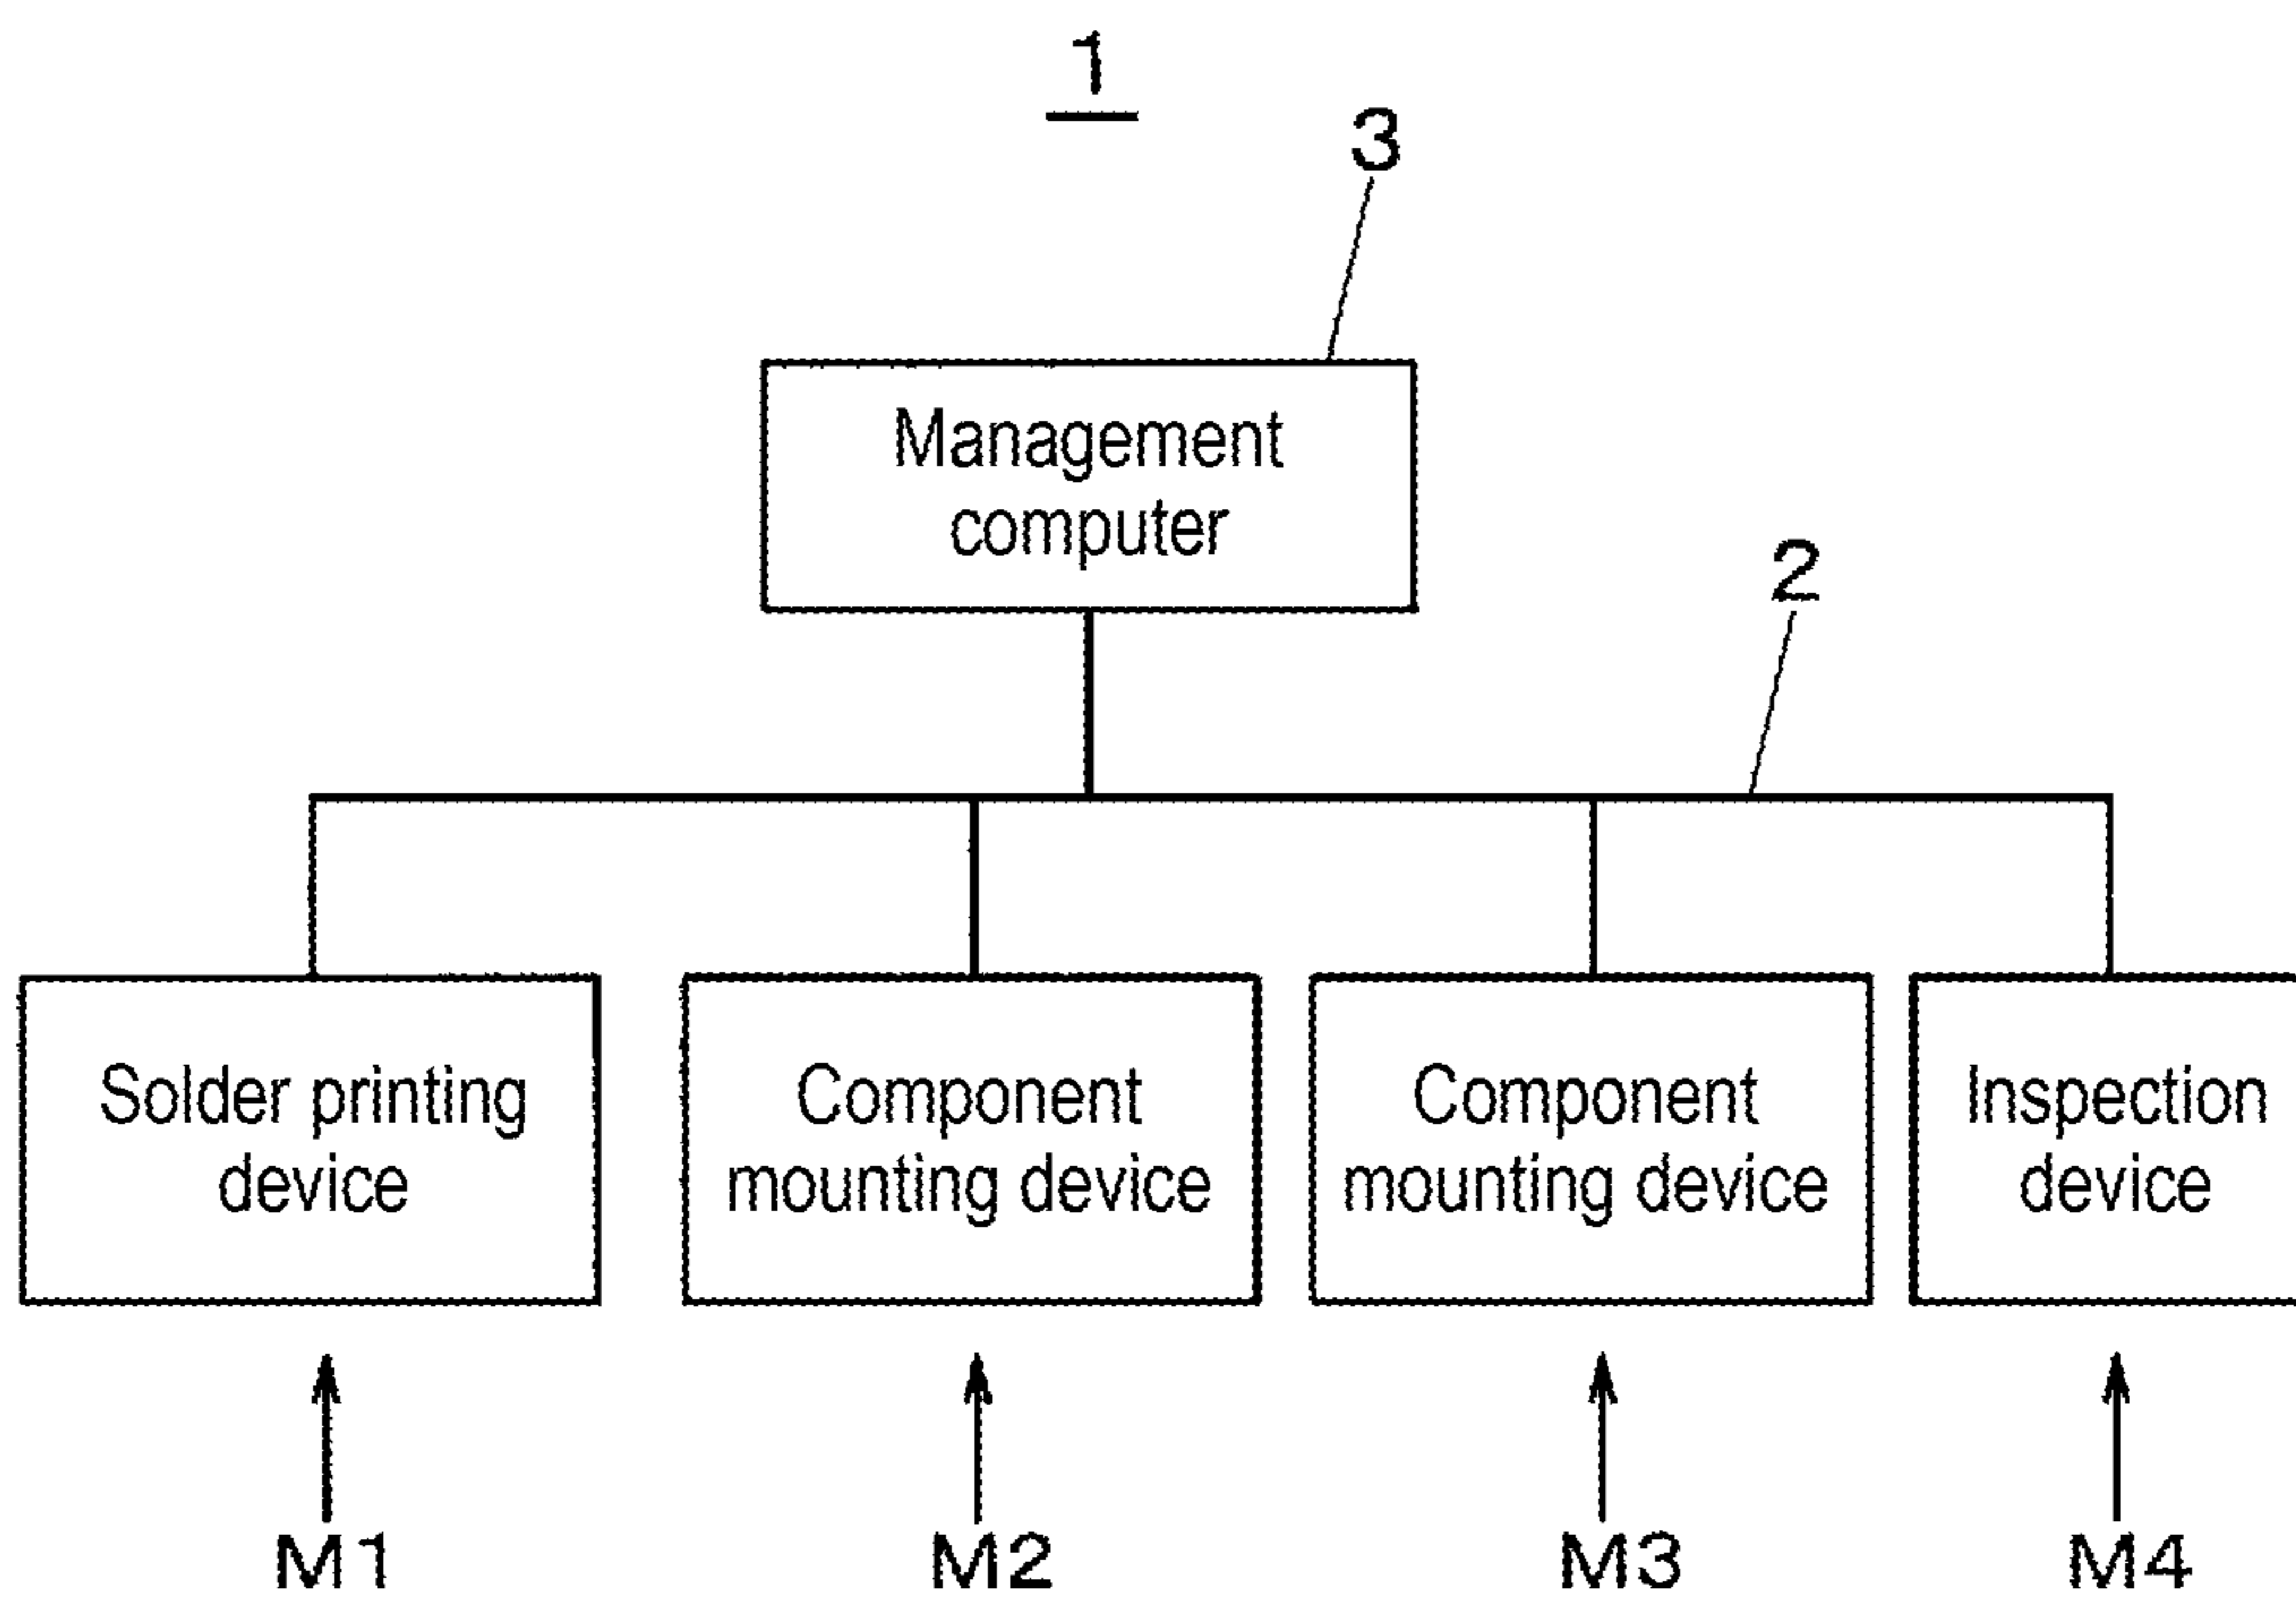 1
3
Management
computer
2
Solder printing
device
Component
mounting device
Component
mounting device
Inspection
device
M1
M2
M3
M4